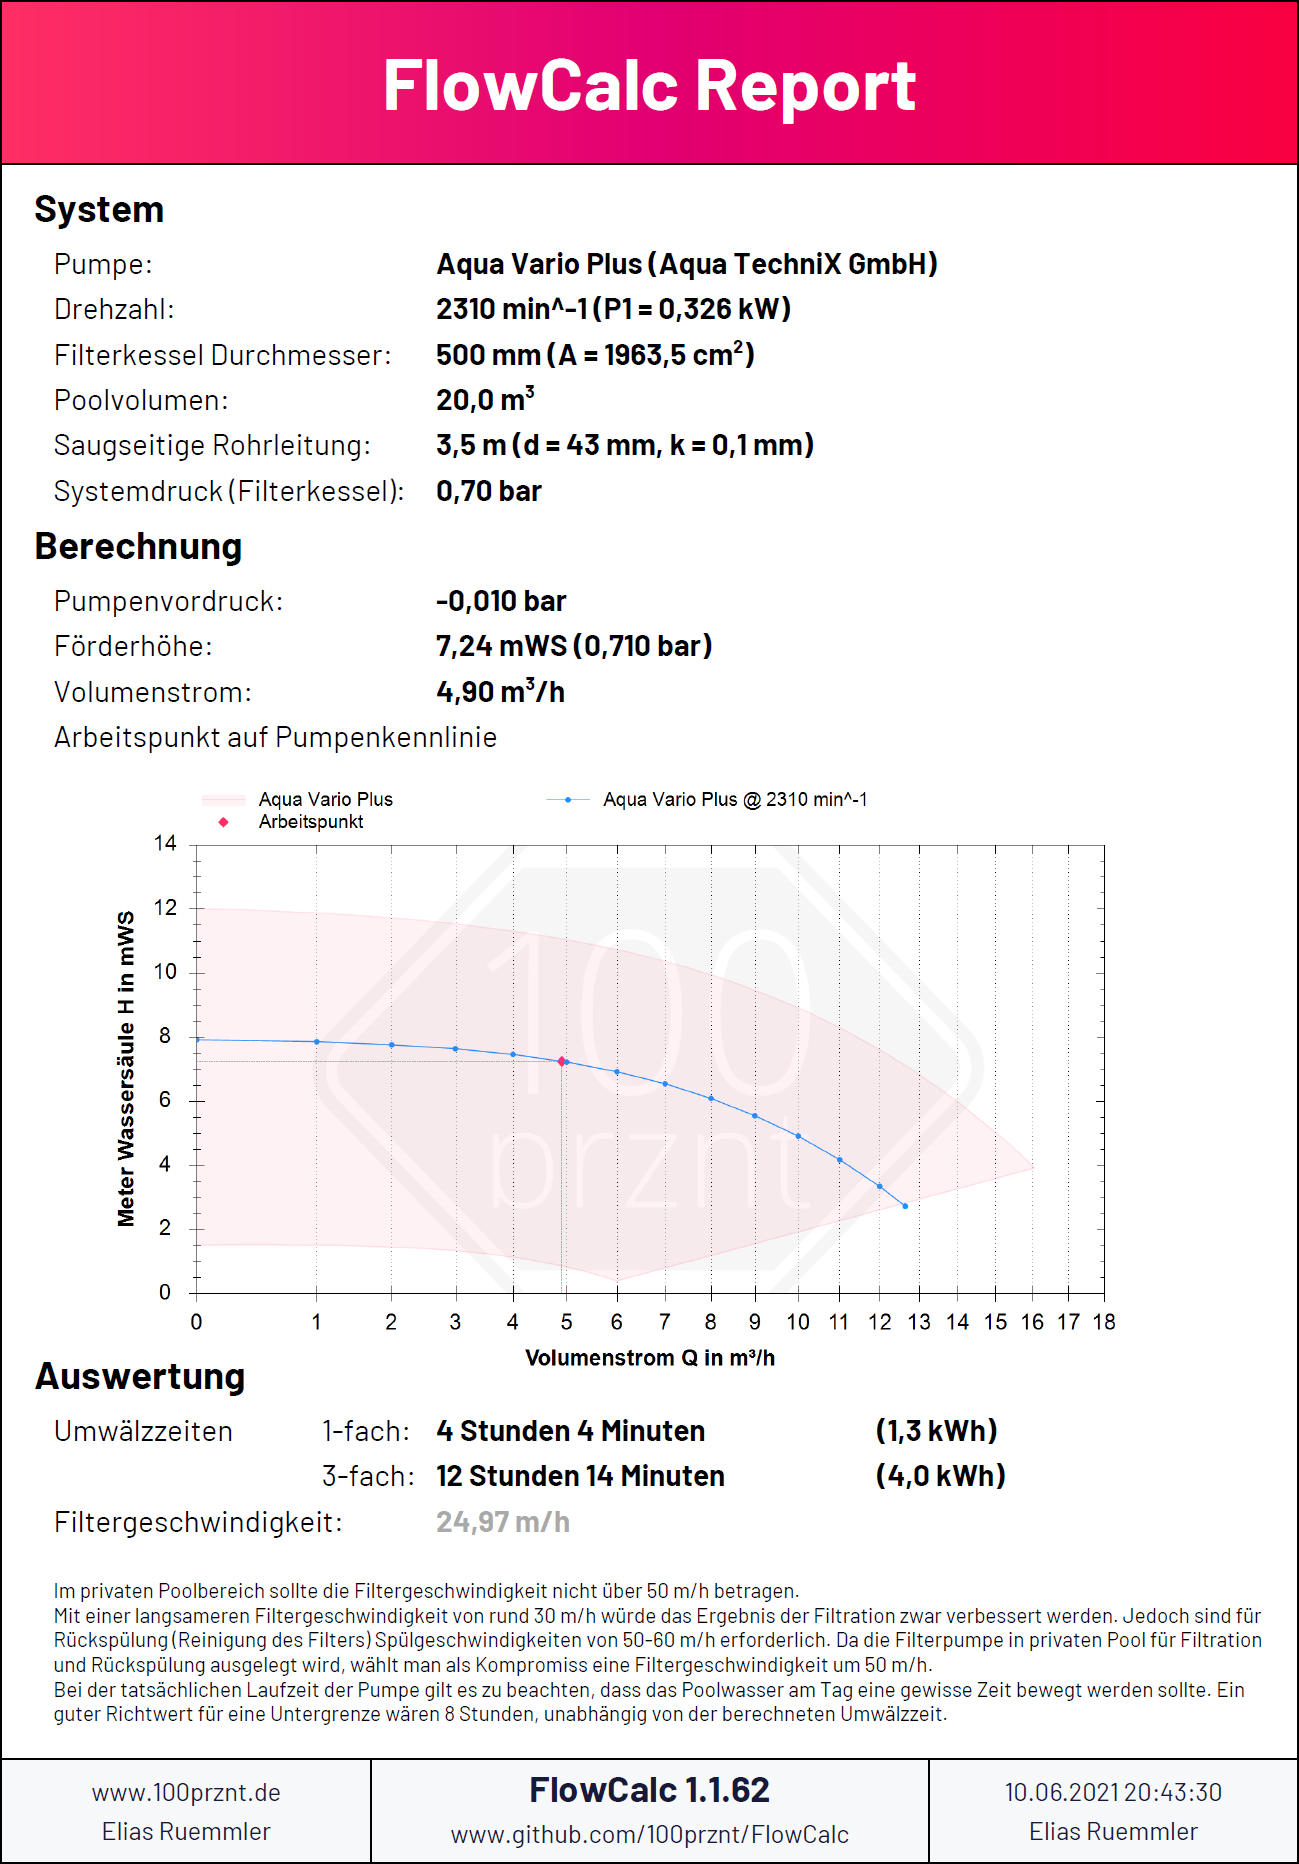 FlowCalc Report
System
Pumpe: Aqua Vario Plus (Aqua TechniX GmbH)
Drehzahl: 2310 min^-1 (P1 = 0,326 kW)
Filterkessel Durchmesser: 500 mm (A = 1963,5 cm²)
Poolvolumen: 20,0 m³
Saugseitige Rohrleitung: 3,5 m (d = 43 mm, k = 0,1 mm)
Systemdruck (Filterkessel): 0,70 bar
Berechnung
Pumpenvordruck: -0,010 bar
Förderhöhe: 7,24 mWS (0,710 bar)
Volumenstrom: 4,90 m³/h
Arbeitspunkt auf Pumpenkennlinie
Aqua Vario Plus Aqua Vario Plus @ 2310 min^-1
Arbeitspunkt
100
prznt
Meter Wassersäule H in mWS
14
12
10
8
6
4
2
0
0 1 2 3 4 5 6 7 8 9 10 11 12 13 14 15 16 17 18
Volumenstrom Q in m³/h
Auswertung
Umwälzzeiten 1-fach: 4 Stunden 4 Minuten (1,3 kWh)
3-fach: 12 Stunden 14 Minuten (4,0 kWh)
Filtergeschwindigkeit: 24,97 m/h
Im privaten Poolbereich sollte die Filtergeschwindigkeit nicht über 50 m/h betragen.
Mit einer langsameren Filtergeschwindigkeit von rund 30 m/h würde das Ergebnis der Filtration zwar verbessert werden. Jedoch sind für
Rückspülung (Reinigung des Filters) Spülgeschwindigkeiten von 50-60 m/h erforderlich. Da die Filterpumpe in privaten Pool für Filtration
und Rückspülung ausgelegt wird, wählt man als Kompromiss eine Filtergeschwindigkeit um 50 m/h.
Bei der tatsächlichen Laufzeit der Pumpe gilt es zu beachten, dass das Poolwasser am Tag eine gewisse Zeit bewegt werden sollte. Ein
guter Richtwert für eine Untergrenze wären 8 Stunden, unabhängig von der berechneten Umwälzzeit.
www.100prznt.de
Elias Ruemmler
FlowCalc 1.1.62
www.github.com/100prznt/FlowCalc
10.06.2021 20:43:30
Elias Ruemmler